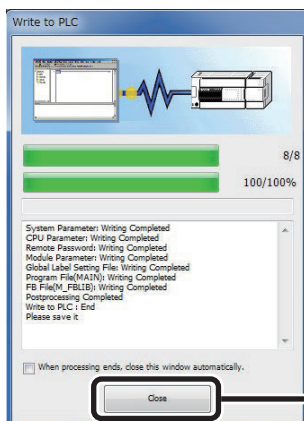 Write to PLC
8/8
100/100%
System Parameter: Writing Completed
CPU Parameter: Writing Completed
Remote Password: Writing Completed
Module Parameter: Writing Completed
Global Label Setting File: Writing Completed
Program File(MAIN): Writing Completed
FB File(M_FBLIB): Writing Completed
Postprocessing Completed
Write to PLC : End
Please save it
When processing ends, close this window automatically.
Close